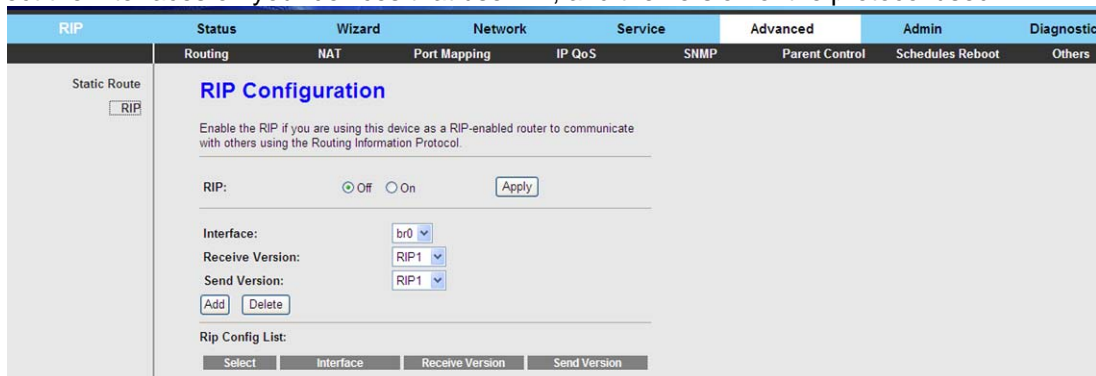 RIP Status Wizard Network Service Advanced Admin Diagnostic
Routing NAT Port Mapping IP QoS SNMP Parent Control Schedules Reboot Others
Static Route
RIP
RIP Configuration
Enable the RIP if you are using this device as a RIP-enabled router to communicate
with others using the Routing Information Protocol.
RIP: Off On Apply
Interface: br0
Receive Version: RIP1
Send Version: RIP1
Add Delete
Rip Config List:
Select Interface Receive Version Send Version